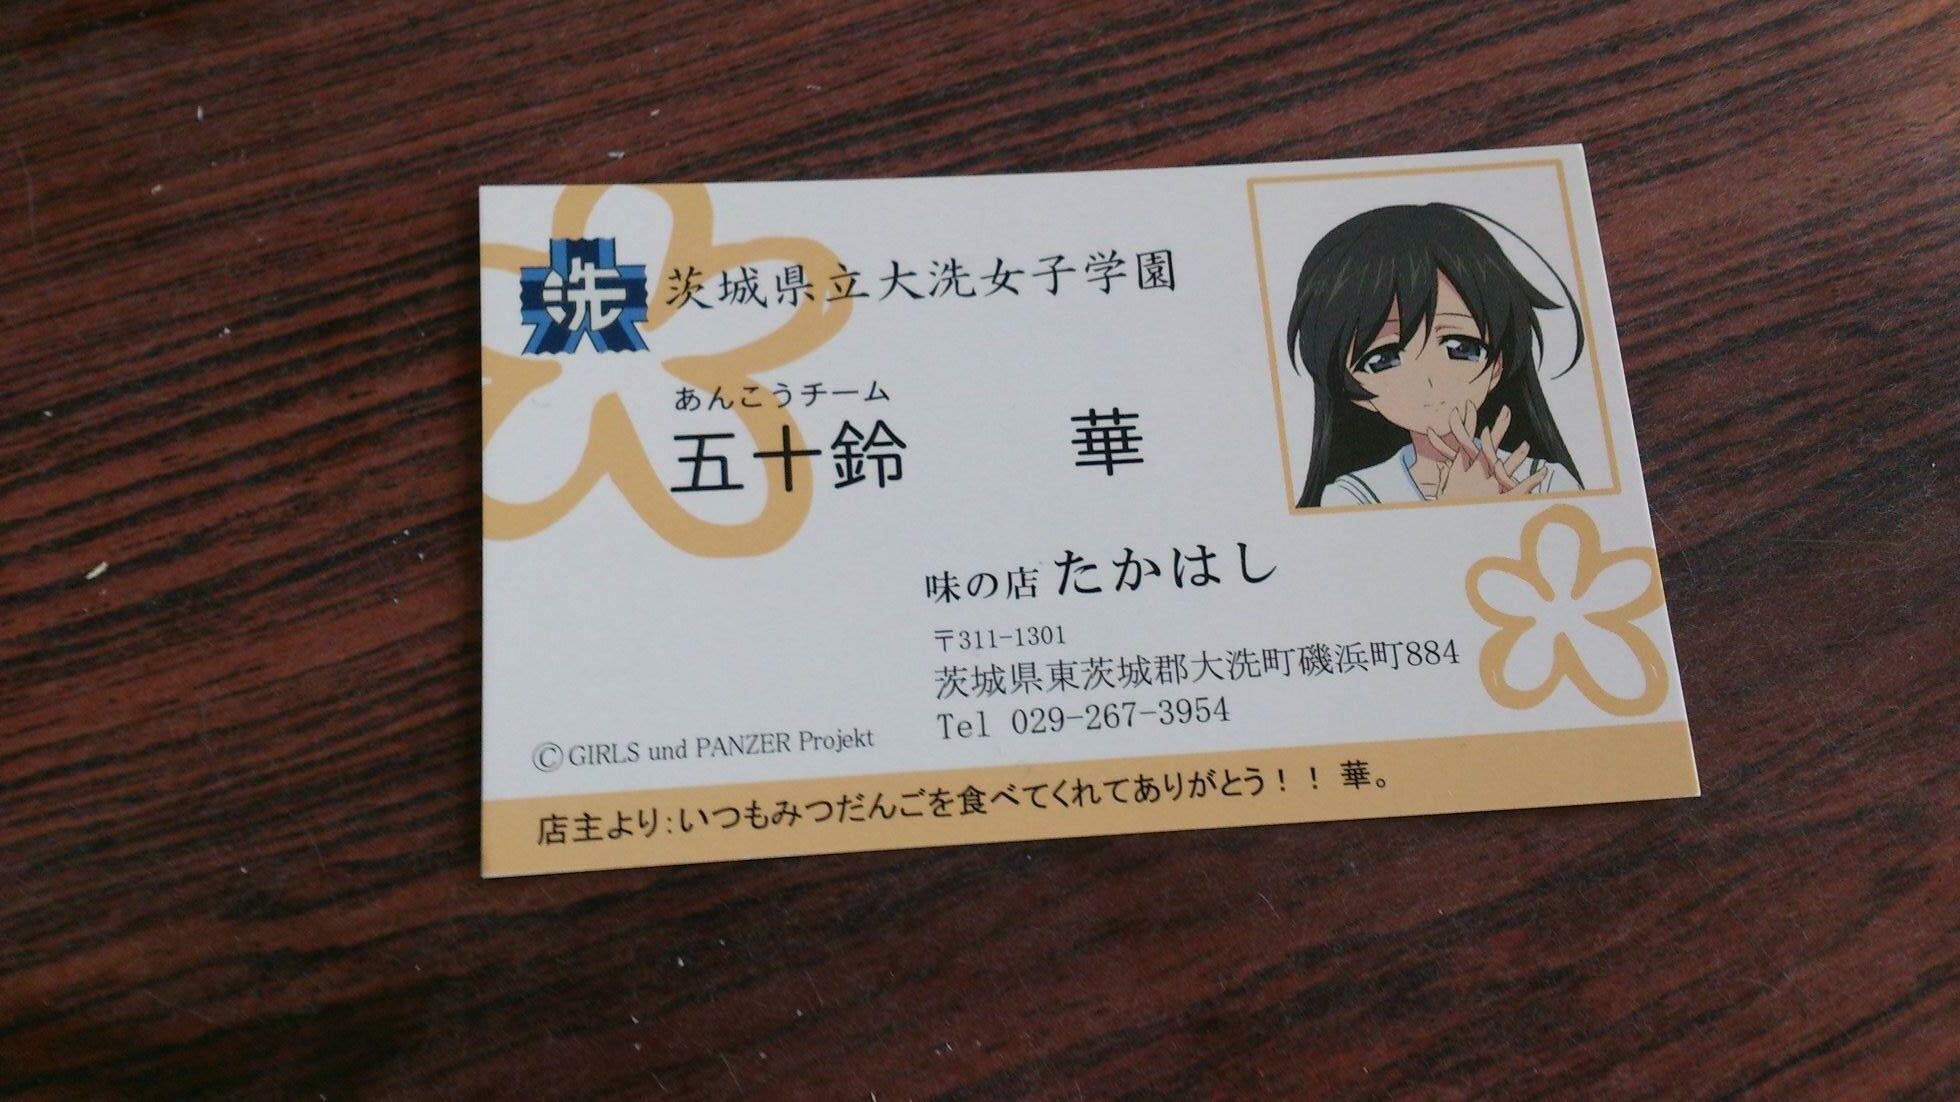 洗
茨城県立大洗女子学園
あんこうチーム
五十鈴 華
味の店 たかはし
〒311-1301
茨城県東茨城郡大洗町磯浜町884
Tel 029-267-3954
©GIRLS und PANZER Projekt
店主より:いつもみつだんごを食べてくれてありがとう!! 華。